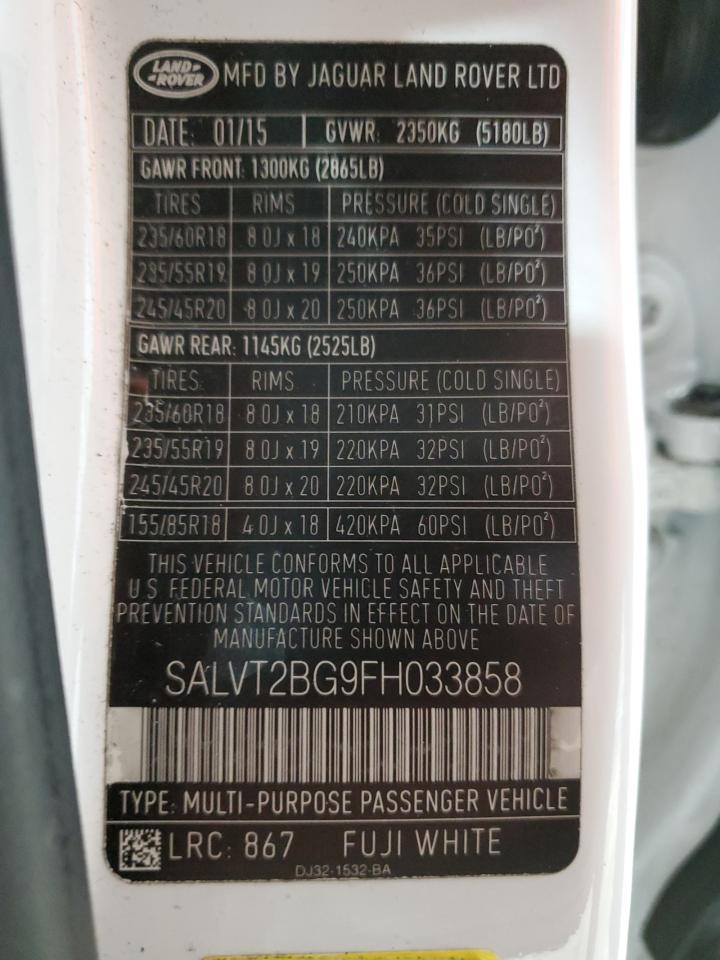 LAND ROVER MFD BY JAGUAR LAND ROVER LTD
DATE: 01/15 GVWR: 2350KG (5180LB)
GAWR FRONT: 1300KG (2865LB)
TIRES RIMS PRESSURE (COLD SINGLE)
235/60R18 8.0J x 18 240KPA 35PSI (LB/PO²)
235/55R19 8.0J x 19 250KPA 36PSI (LB/PO²)
245/45R20 8.0J x 20 250KPA 36PSI (LB/PO²)
GAWR REAR: 1145KG (2525LB)
TIRES RIMS PRESSURE (COLD SINGLE)
235/60R18 8.0J x 18 210KPA 31PSI (LB/PO²)
235/55R19 8.0J x 19 220KPA 32PSI (LB/PO²)
245/45R20 8.0J x 20 220KPA 32PSI (LB/PO²)
155/85R18 4.0J x 18 420KPA 60PSI (LB/PO²)
THIS VEHICLE CONFORMS TO ALL APPLICABLE
U.S. FEDERAL MOTOR VEHICLE SAFETY AND THEFT
PREVENTION STANDARDS IN EFFECT ON THE DATE OF
MANUFACTURE SHOWN ABOVE
SALVT2BG9FH033858
TYPE: MULTI-PURPOSE PASSENGER VEHICLE
LRC: 867 FUJI WHITE
DJ32-1532-BA